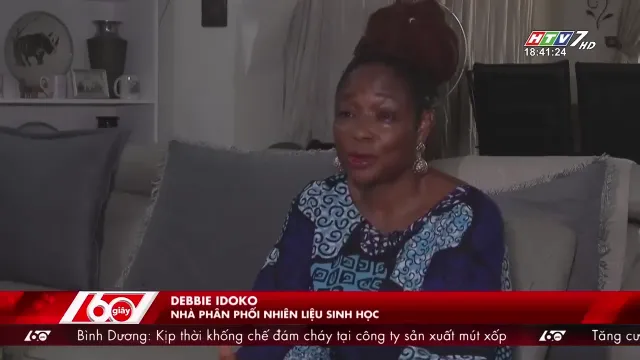 HTV7 HD
18:41:24
60 giây
DEBBIE IDOKO
NHÀ PHÂN PHỐI NHIÊN LIỆU SINH HỌC
60 Bình Dương: Kịp thời khống chế đám cháy tại công ty sản xuất mút xốp 60 Tăng cư